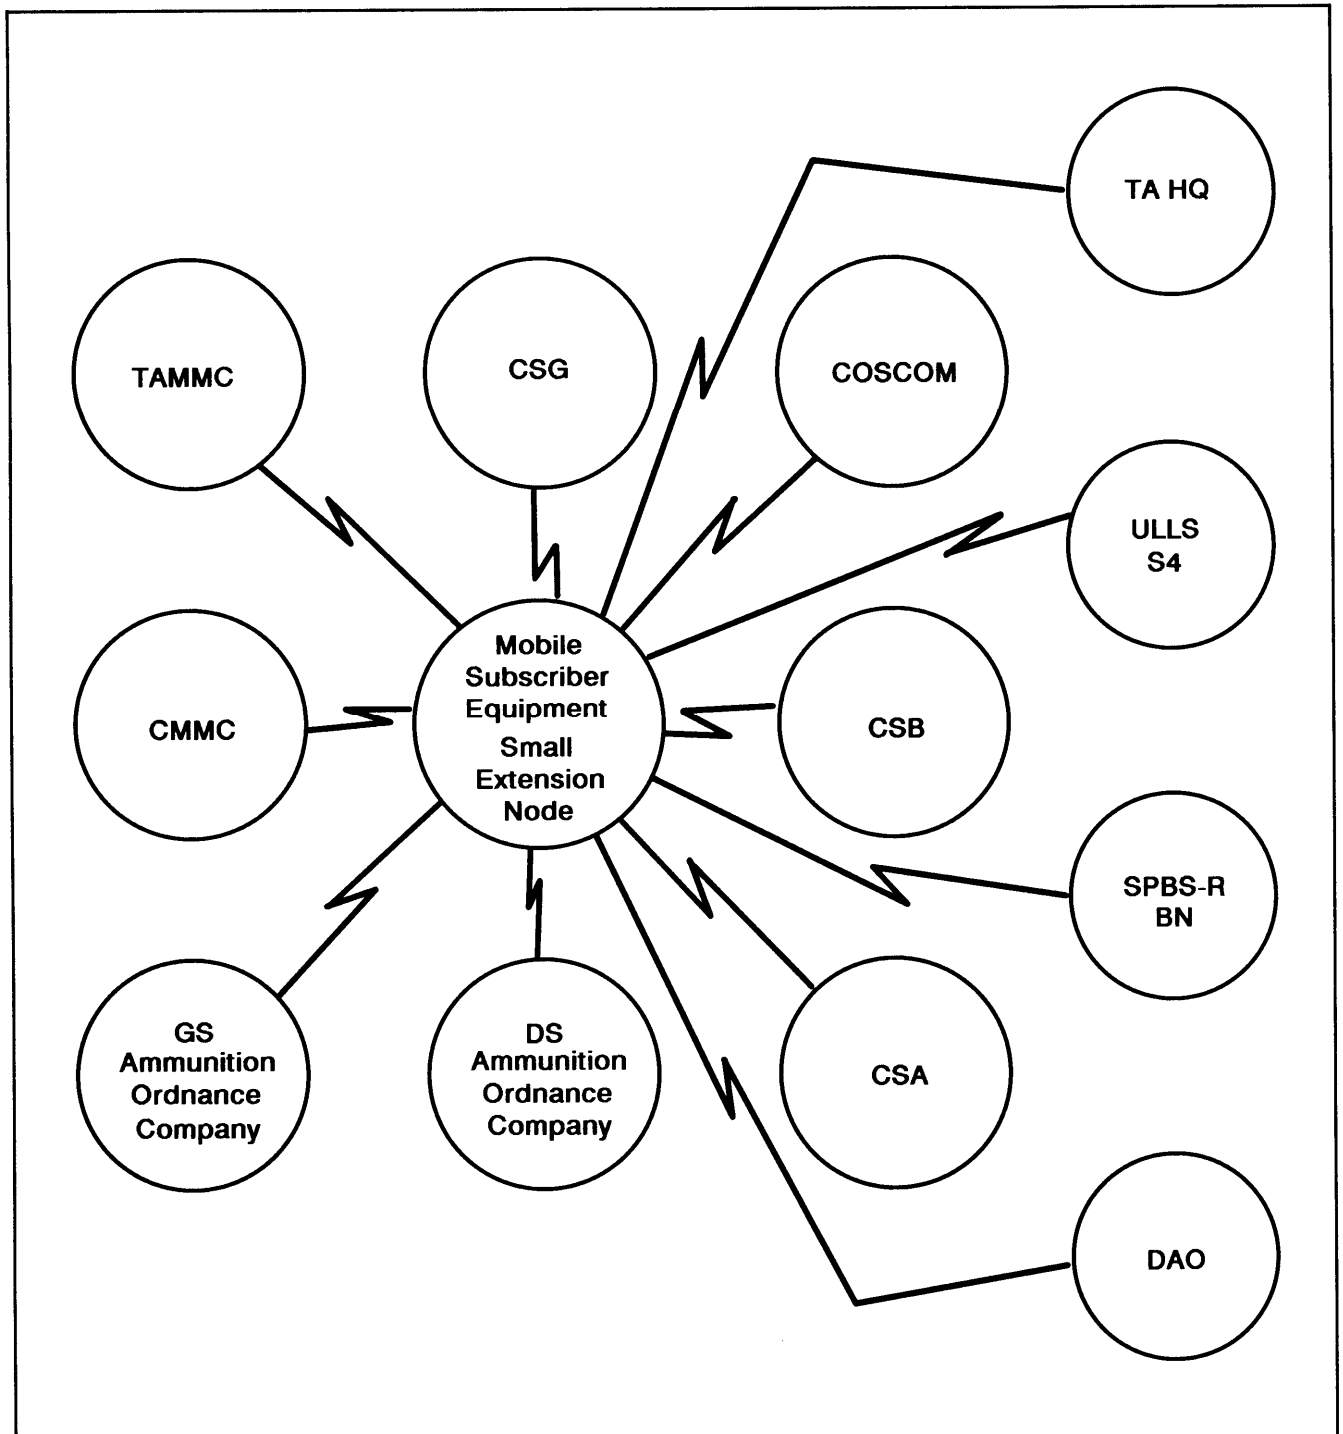 TA HQ
TAMMC
CSG
COSCOM
ULLS
S4
Mobile
Subscriber
Equipment
Small
Extension
Node
CMMC
CSB
SPBS-R
BN
GS
Ammunition
Ordnance
Company
DS
Ammunition
Ordnance
Company
CSA
DAO